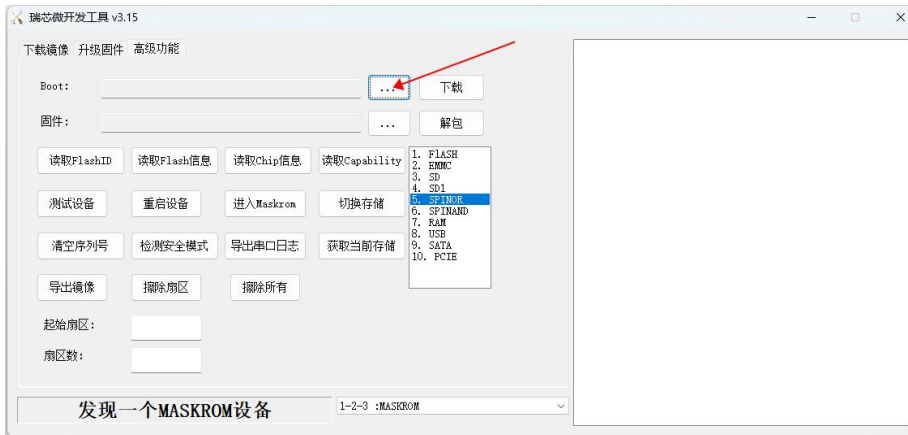 瑞芯微开发工具 v3.15
下载镜像 升级固件 高级功能
Boot: ... 下载
固件: ... 解包
读取FlashID 读取Flash信息 读取Chip信息 读取Capability
测试设备 重启设备 进入Maskrom 切换存储
清空序列号 检测安全模式 导出串口日志 获取当前存储
导出镜像 擦除扇区 擦除所有
1. FlASH
2. EMMC
3. SD
4. SD1
5. SPINOR
6. SPINAND
7. RAM
8. USB
9. SATA
10. PCIE
起始扇区:
扇区数:
发现一个MASKROM设备 1-2-3 :MASKROM